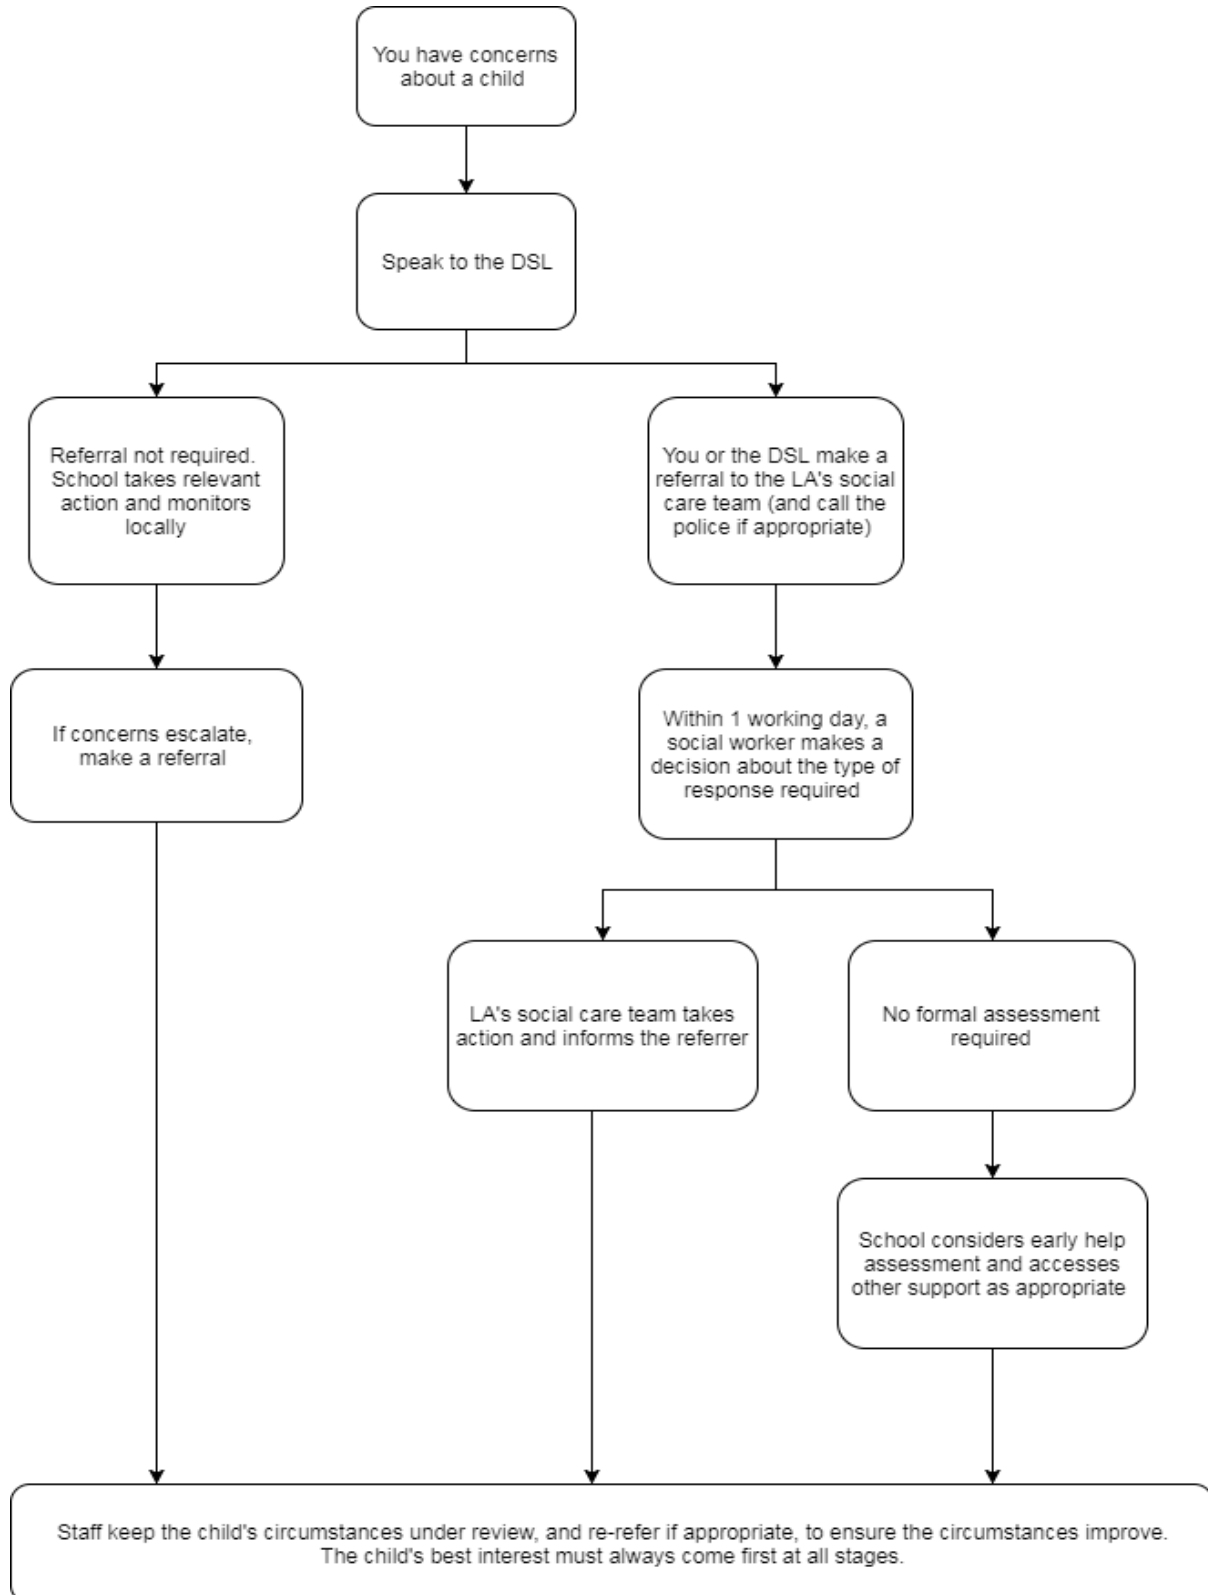 You have concerns
about a child
Speak to the DSL
Referral not required.
School takes relevant
action and monitors
locally
You or the DSL make a
referral to the LA's social
care team (and call the
police if appropriate)
If concerns escalate,
make a referral
Within 1 working day, a
social worker makes a
decision about the type of
response required
LA's social care team takes
action and informs the referrer
No formal assessment
required
School considers early help
assessment and accesses
other support as appropriate
Staff keep the child's circumstances under review, and re-refer if appropriate, to ensure the circumstances improve.
The child's best interest must always come first at all stages.